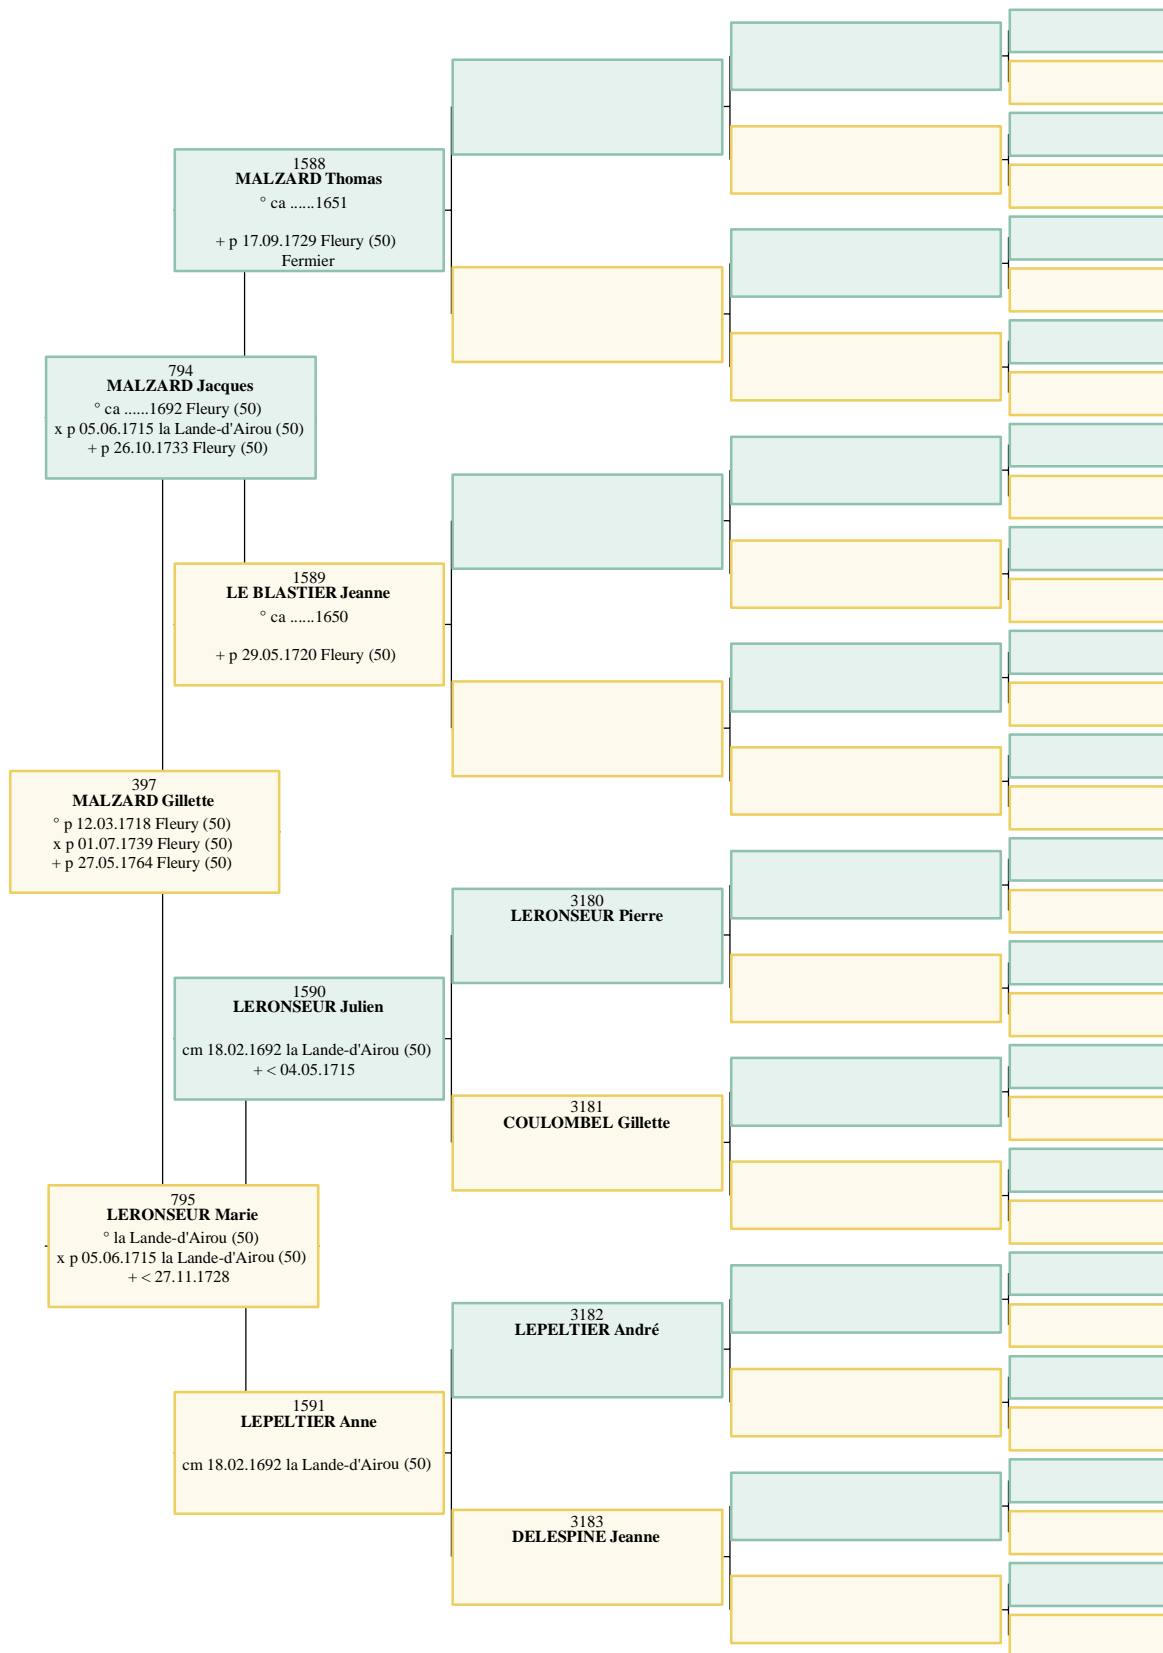 1588
MALZARD Thomas
° ca ......1651
+ p 17.09.1729 Fleury (50)
Fermier
794
MALZARD Jacques
° ca ......1692 Fleury (50)
x p 05.06.1715 la Lande-d'Airou (50)
+ p 26.10.1733 Fleury (50)
1589
LE BLASTIER Jeanne
° ca ......1650
+ p 29.05.1720 Fleury (50)
397
MALZARD Gillette
° p 12.03.1718 Fleury (50)
x p 01.07.1739 Fleury (50)
+ p 27.05.1764 Fleury (50)
3180
LERONSEUR Pierre
1590
LERONSEUR Julien
cm 18.02.1692 la Lande-d'Airou (50)
+ < 04.05.1715
3181
COULOMBEL Gillette
795
LERONSEUR Marie
° la Lande-d'Airou (50)
x p 05.06.1715 la Lande-d'Airou (50)
+ < 27.11.1728
3182
LEPELTIER André
1591
LEPELTIER Anne
cm 18.02.1692 la Lande-d'Airou (50)
3183
DELESPINE Jeanne